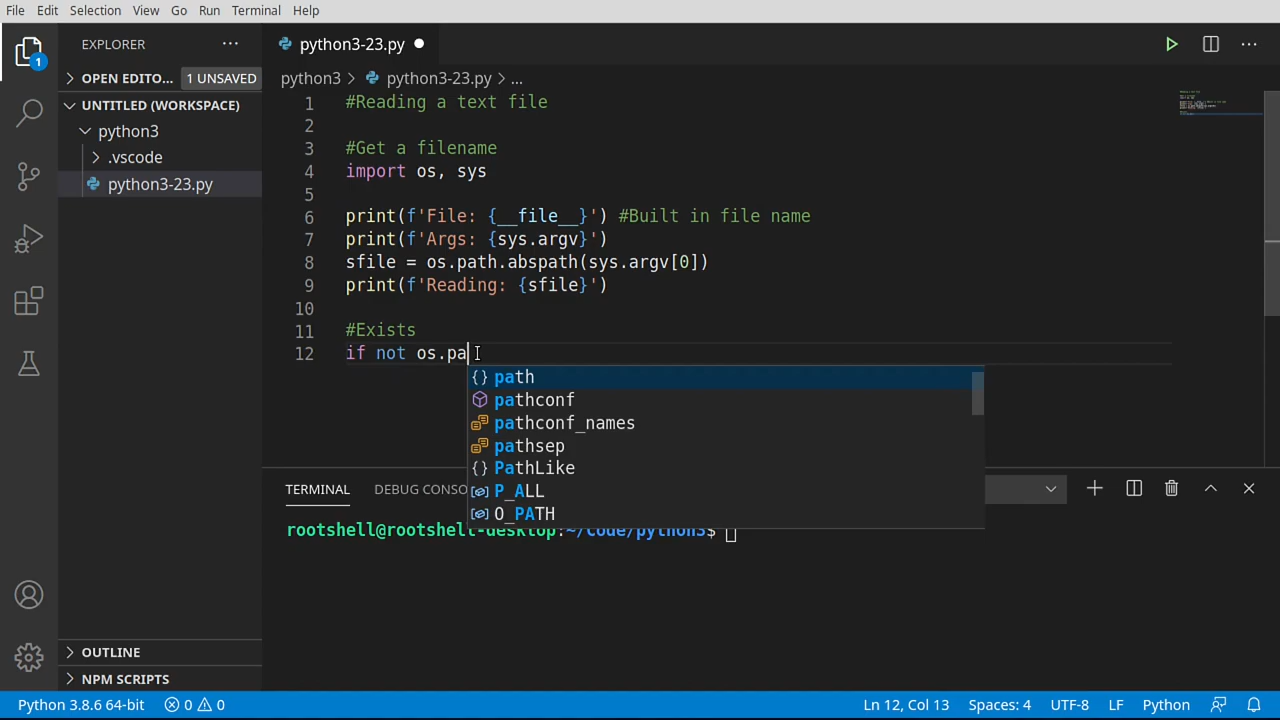 File Edit Selection View Go Run Terminal Help
EXPLORER ...
python3-23.py
OPEN EDITO... 1 UNSAVED
python3 > python3-23.py > ...
UNTITLED (WORKSPACE)
python3
.vscode
python3-23.py
1
1 #Reading a text file
2
3 #Get a filename
4 import os, sys
5
6 print(f'File: {__file__}') #Built in file name
7 print(f'Args: {sys.argv}')
8 sfile = os.path.abspath(sys.argv[0])
9 print(f'Reading: {sfile}')
10
11 #Exists
12 if not os.pa
path
pathconf
pathconf_names
pathsep
PathLike
P_ALL
O_PATH
TERMINAL DEBUG CONSO
rootshell@rootshell-desktop:~/Code/python3$
OUTLINE
NPM SCRIPTS
Python 3.8.6 64-bit 0 0 Ln 12, Col 13 Spaces: 4 UTF-8 LF Python